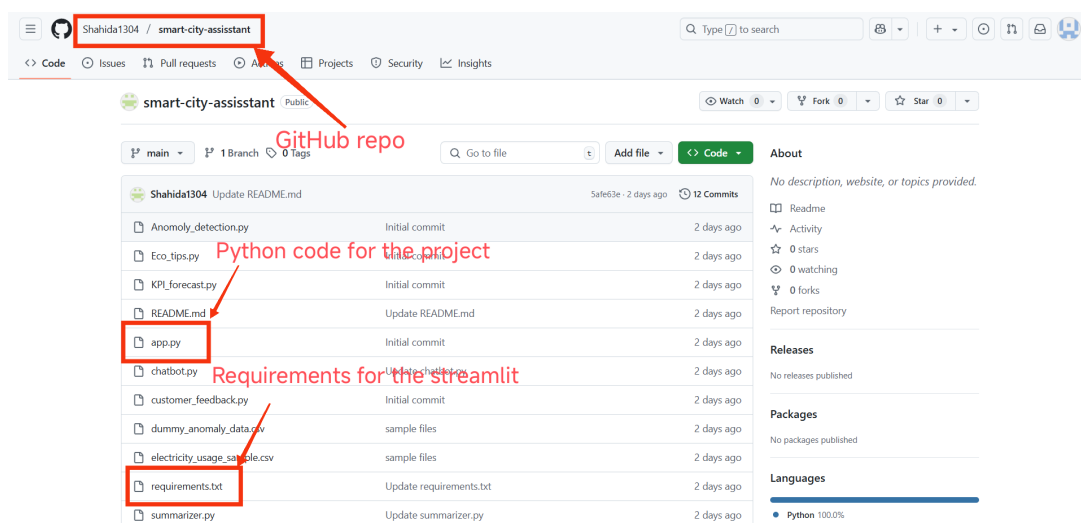 Shahida1304 / smart-city-assisstant
Type / to search
Code Issues Pull requests Actions Projects Security Insights
smart-city-assisstant Public
Watch 0 Fork 0 Star 0
GitHub repo
main 1 Branch 0 Tags Go to file t Add file Code
About
No description, website, or topics provided.
Shahida1304 Update README.md 5afe63e · 2 days ago 12 Commits
Readme
Anomoly_detection.py Initial commit 2 days ago
Activity
Python code for the project
0 stars
Eco_tips.py Initial commit 2 days ago
0 watching
KPI_forecast.py Initial commit 2 days ago
0 forks
README.md Update README.md 2 days ago
Report repository
app.py Initial commit 2 days ago
Releases
chatbot.py Update chatbot.py 2 days ago
No releases published
Requirements for the streamlit
customer_feedback.py Initial commit 2 days ago
Packages
dummy_anomaly_data.csv sample files 2 days ago
No packages published
electricity_usage_sample.csv sample files 2 days ago
Languages
requirements.txt Update requirements.txt 2 days ago
summarizer.py Update summarizer.py 2 days ago
Python 100.0%